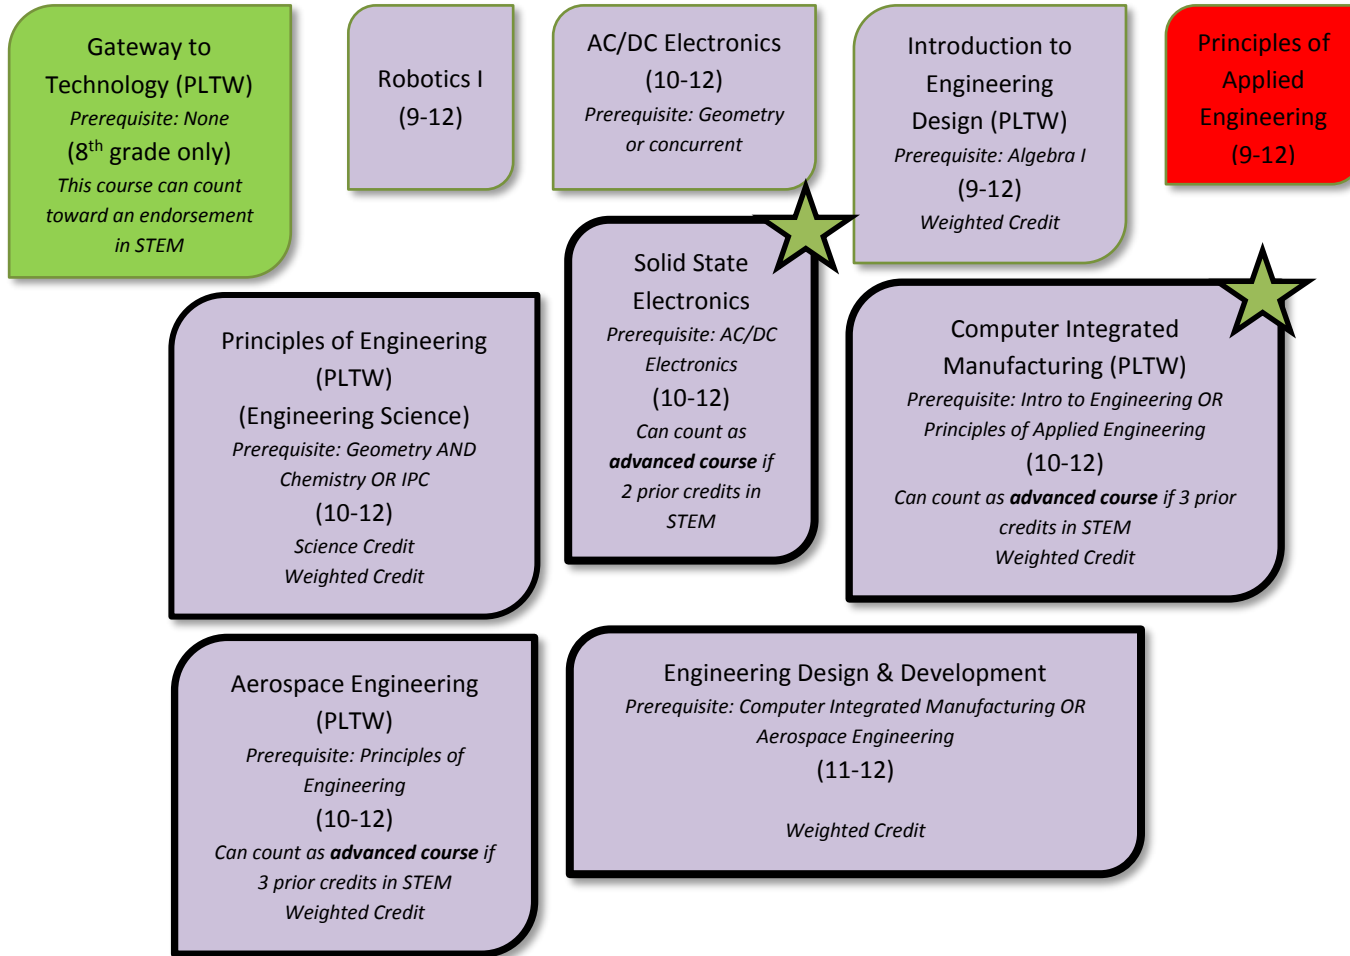 Gateway to
Technology (PLTW)
Prerequisite: None
(8th grade only)
This course can count
toward an endorsement
in STEM
Robotics I
(9-12)
AC/DC Electronics
(10-12)
Prerequisite: Geometry
or concurrent
Introduction to
Engineering
Design (PLTW)
Prerequisite: Algebra I
(9-12)
Weighted Credit
Principles of
Applied
Engineering
(9-12)
Principles of Engineering
(PLTW)
(Engineering Science)
Prerequisite: Geometry AND
Chemistry OR IPC
(10-12)
Science Credit
Weighted Credit
Solid State
Electronics
Prerequisite: AC/DC
Electronics
(10-12)
Can count as
advanced course if
2 prior credits in
STEM
Computer Integrated
Manufacturing (PLTW)
Prerequisite: Intro to Engineering OR
Principles of Applied Engineering
(10-12)
Can count as advanced course if 3 prior
credits in STEM
Weighted Credit
Aerospace Engineering
(PLTW)
Prerequisite: Principles of
Engineering
(10-12)
Can count as advanced course if
3 prior credits in STEM
Weighted Credit
Engineering Design & Development
Prerequisite: Computer Integrated Manufacturing OR
Aerospace Engineering
(11-12)
Weighted Credit